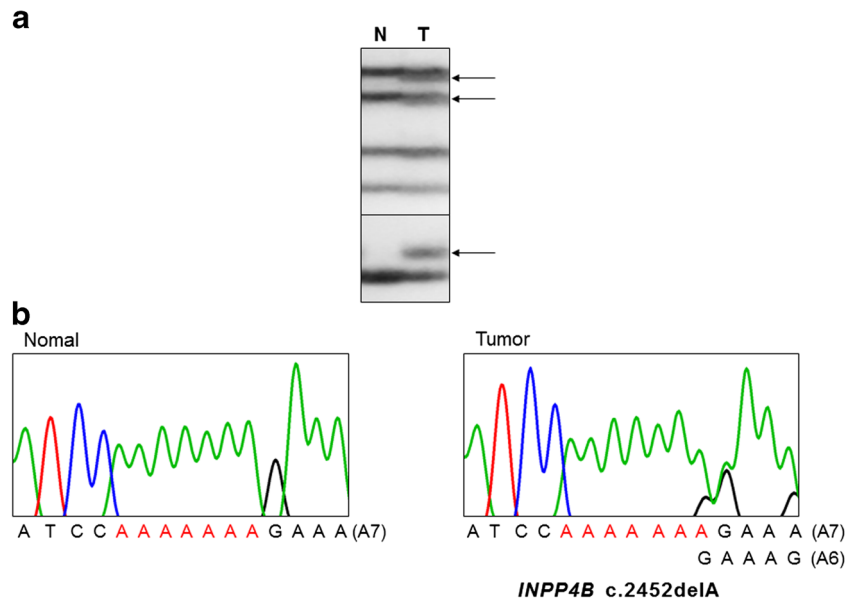 a
N T
b
Nomal
Tumor
A T C C A A A A A A A G A A A (A7)
A T C C A A A A A A A G A A A (A7)
G A A A G (A6)
INPP4B c.2452delA